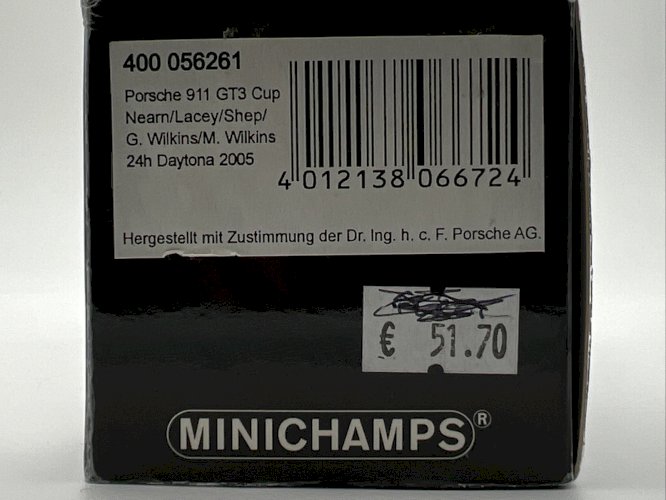 400 056261
Porsche 911 GT3 Cup
Nearn/Lacey/Shep/
G. Wilkins/M. Wilkins
24h Daytona 2005
4 012138 066724
Hergestellt mit Zustimmung der Dr. Ing. h. c. F. Porsche AG.
€ 51.70
MINICHAMPS®